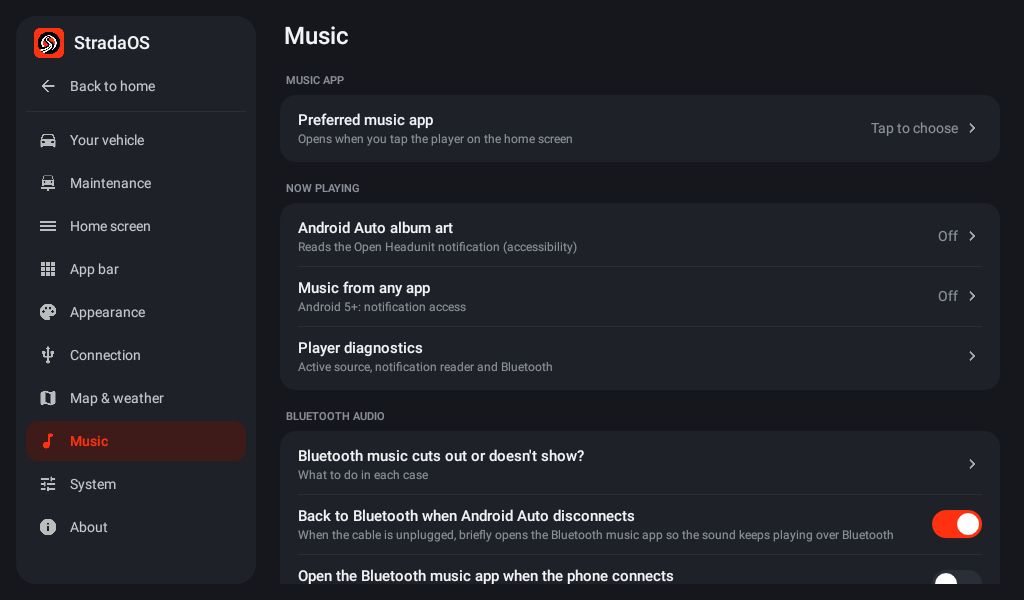 StradaOS
Back to home
Your vehicle
Maintenance
Home screen
App bar
Appearance
Connection
Map & weather
Music
System
About
Music
MUSIC APP
Preferred music app
Opens when you tap the player on the home screen
Tap to choose
NOW PLAYING
Android Auto album art
Reads the Open Headunit notification (accessibility)
Off
Music from any app
Android 5+: notification access
Off
Player diagnostics
Active source, notification reader and Bluetooth
BLUETOOTH AUDIO
Bluetooth music cuts out or doesn't show?
What to do in each case
Back to Bluetooth when Android Auto disconnects
When the cable is unplugged, briefly opens the Bluetooth music app so the sound keeps playing over Bluetooth
Open the Bluetooth music app when the phone connects